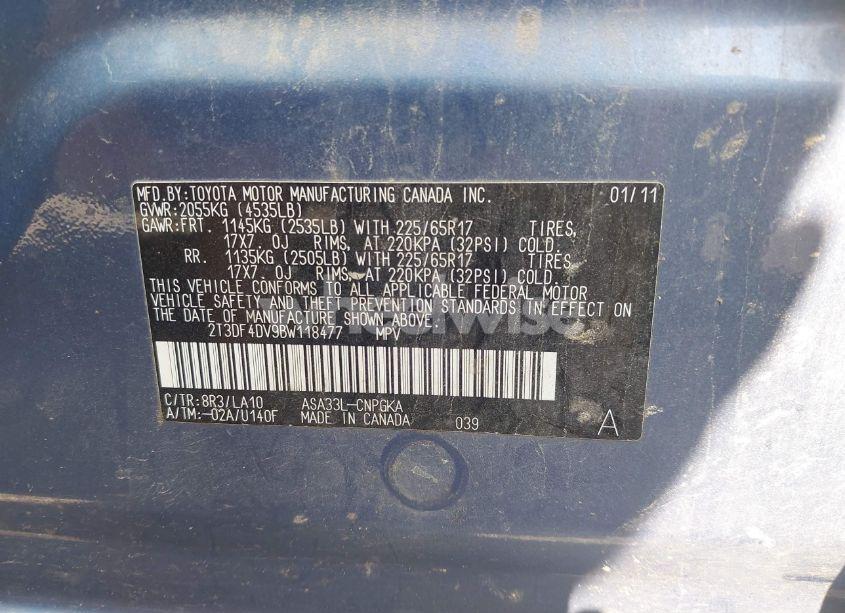 MFD.BY:TOYOTA MOTOR MANUFACTURING CANADA INC. 01/11
GVWR:2055KG (4535LB)
GAWR:FRT. 1145KG (2535LB) WITH 225/65R17 TIRES,
17X7.0J RIMS, AT 220KPA (32PSI) COLD.
RR. 1135KG (2505LB) WITH 225/65R17 TIRES,
17X7.0J RIMS, AT 220KPA (32PSI) COLD.
THIS VEHICLE CONFORMS TO ALL APPLICABLE FEDERAL MOTOR
VEHICLE SAFETY AND THEFT PREVENTION STANDARDS IN EFFECT ON
THE DATE OF MANUFACTURE SHOWN ABOVE.
2T3DF4DV9BW118477 MPV
C/TR:8R3/LA10 ASA33L-CNPGKA
A/TM:-02A/U140F MADE IN CANADA 039 A